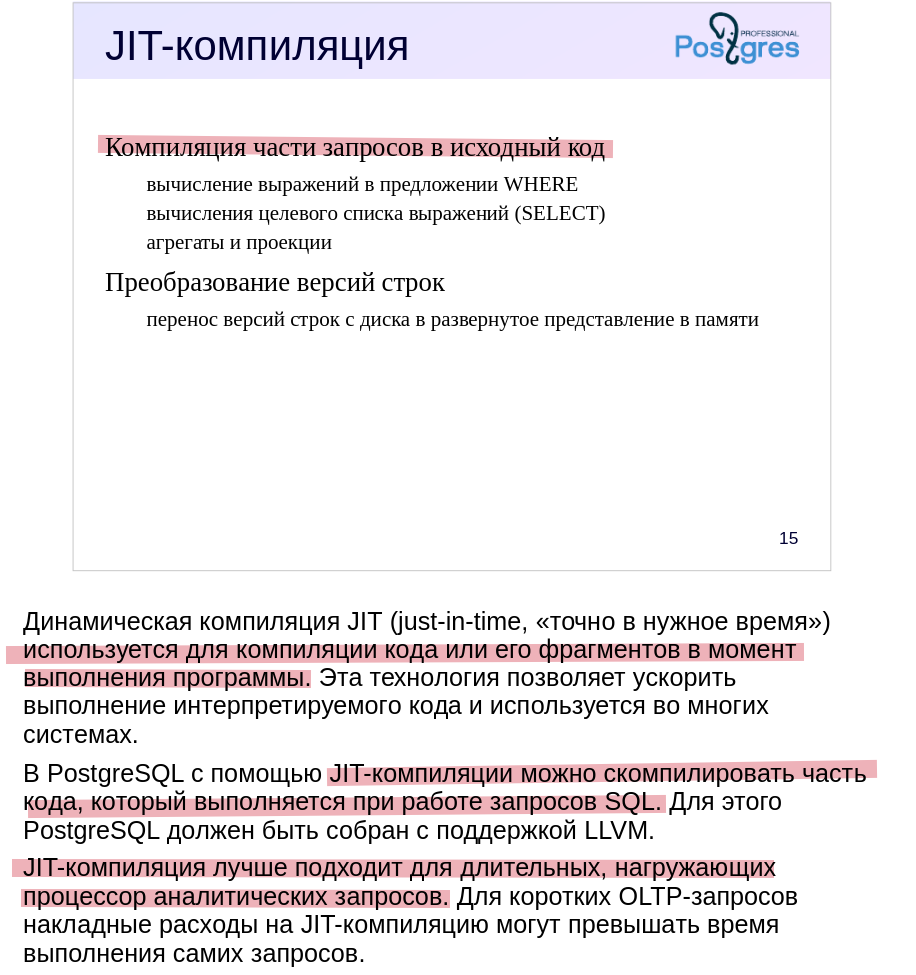 JIT-компиляция
PROFESSIONAL
Postgres
Компиляция части запросов в исходный код
вычисление выражений в предложении WHERE
вычисления целевого списка выражений (SELECT)
агрегаты и проекции
Преобразование версий строк
перенос версий строк с диска в развернутое представление в памяти
15
Динамическая компиляция JIT (just-in-time, «точно в нужное время»)
используется для компиляции кода или его фрагментов в момент
выполнения программы. Эта технология позволяет ускорить
выполнение интерпретируемого кода и используется во многих
системах.
В PostgreSQL с помощью JIT-компиляции можно скомпилировать часть
кода, который выполняется при работе запросов SQL. Для этого
PostgreSQL должен быть собран с поддержкой LLVM.
JIT-компиляция лучше подходит для длительных, нагружающих
процессор аналитических запросов. Для коротких OLTP-запросов
накладные расходы на JIT-компиляцию могут превышать время
выполнения самих запросов.